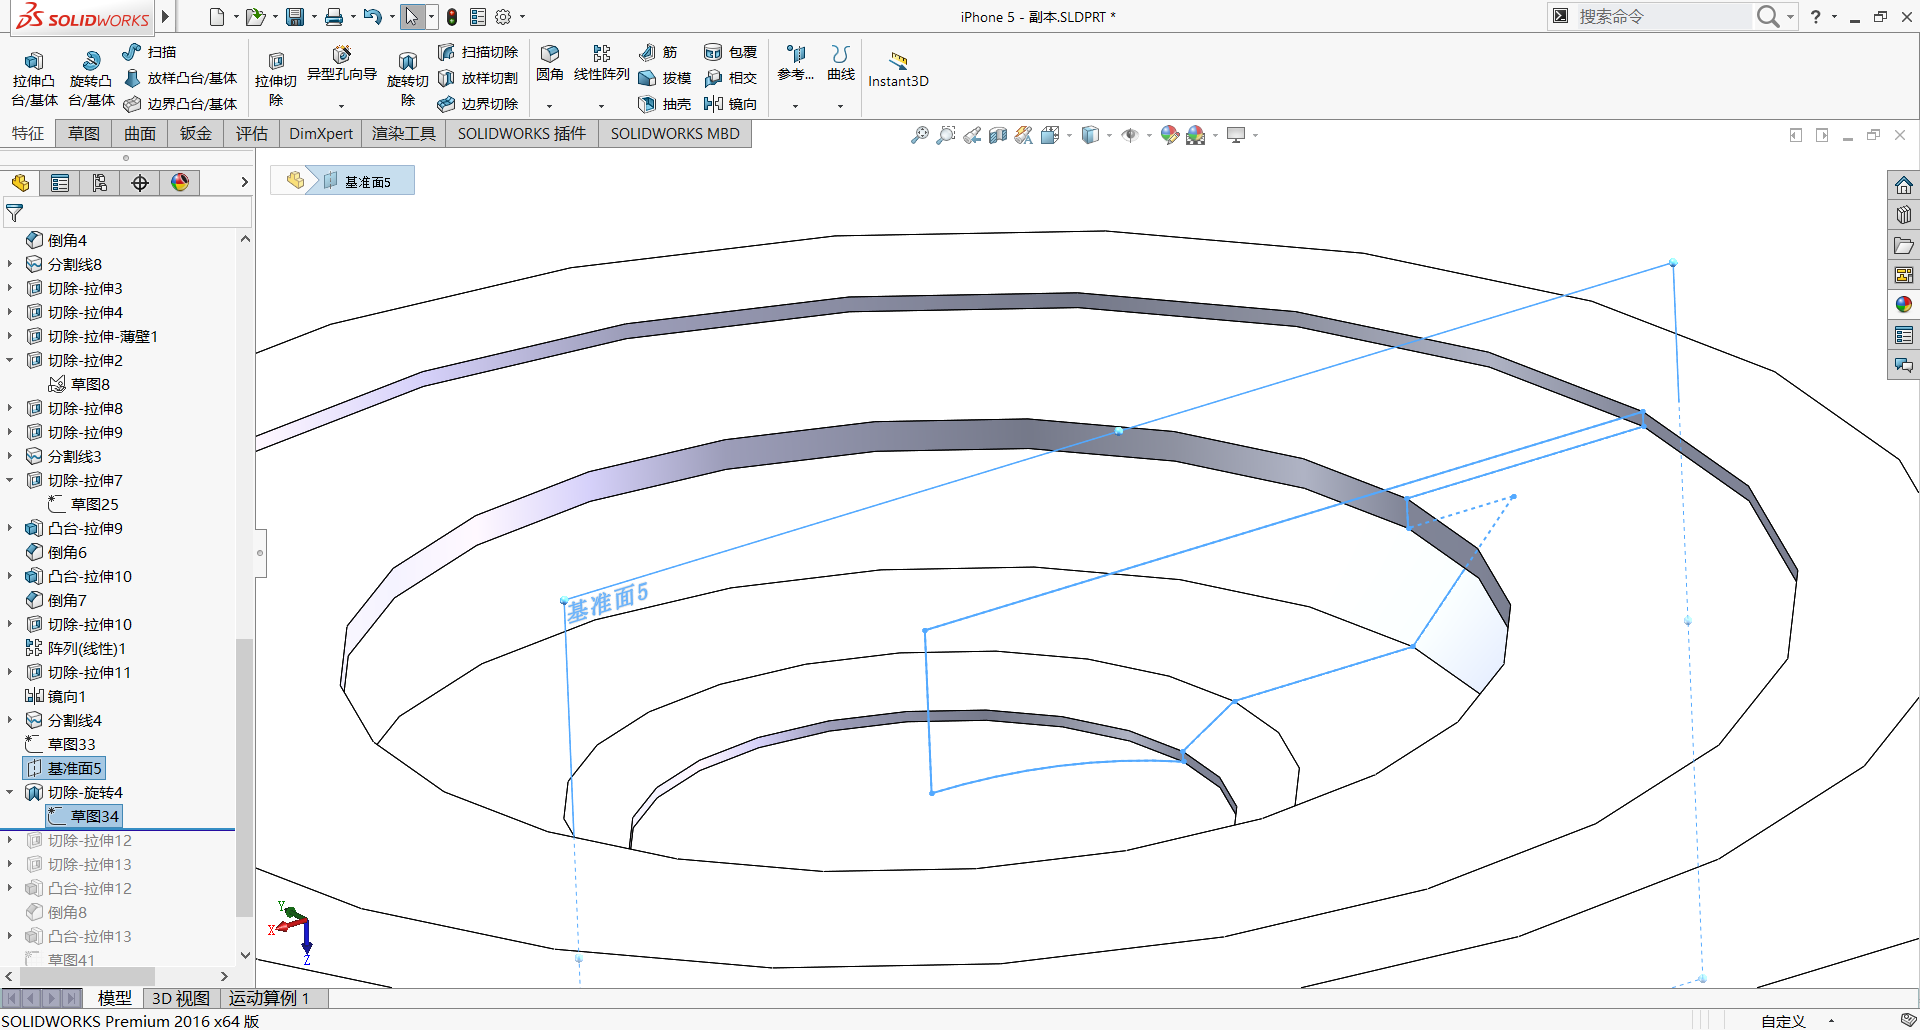 SOLIDWORKS
iPhone 5 - 副本.SLDPRT *
搜索命令
?
拉伸凸台/基体
旋转凸台/基体
扫描
放样凸台/基体
边界凸台/基体
拉伸切除
异型孔向导
旋转切除
扫描切除
放样切割
边界切除
圆角
线性阵列
筋
拔模
抽壳
包覆
相交
镜向
参考...
曲线
Instant3D
特征
草图
曲面
钣金
评估
DimXpert
渲染工具
SOLIDWORKS 插件
SOLIDWORKS MBD
基准面5
倒角4
分割线8
切除-拉伸3
切除-拉伸4
切除-拉伸-薄壁1
切除-拉伸2
草图8
切除-拉伸8
切除-拉伸9
分割线3
切除-拉伸7
草图25
凸台-拉伸9
倒角6
凸台-拉伸10
倒角7
切除-拉伸10
阵列(线性)1
切除-拉伸11
镜向1
分割线4
草图33
基准面5
切除-旋转4
草图34
切除-拉伸12
切除-拉伸13
凸台-拉伸12
倒角8
凸台-拉伸13
草图41
基准面5
Y
X
Z
模型
3D 视图
运动算例 1
SOLIDWORKS Premium 2016 x64 版
自定义